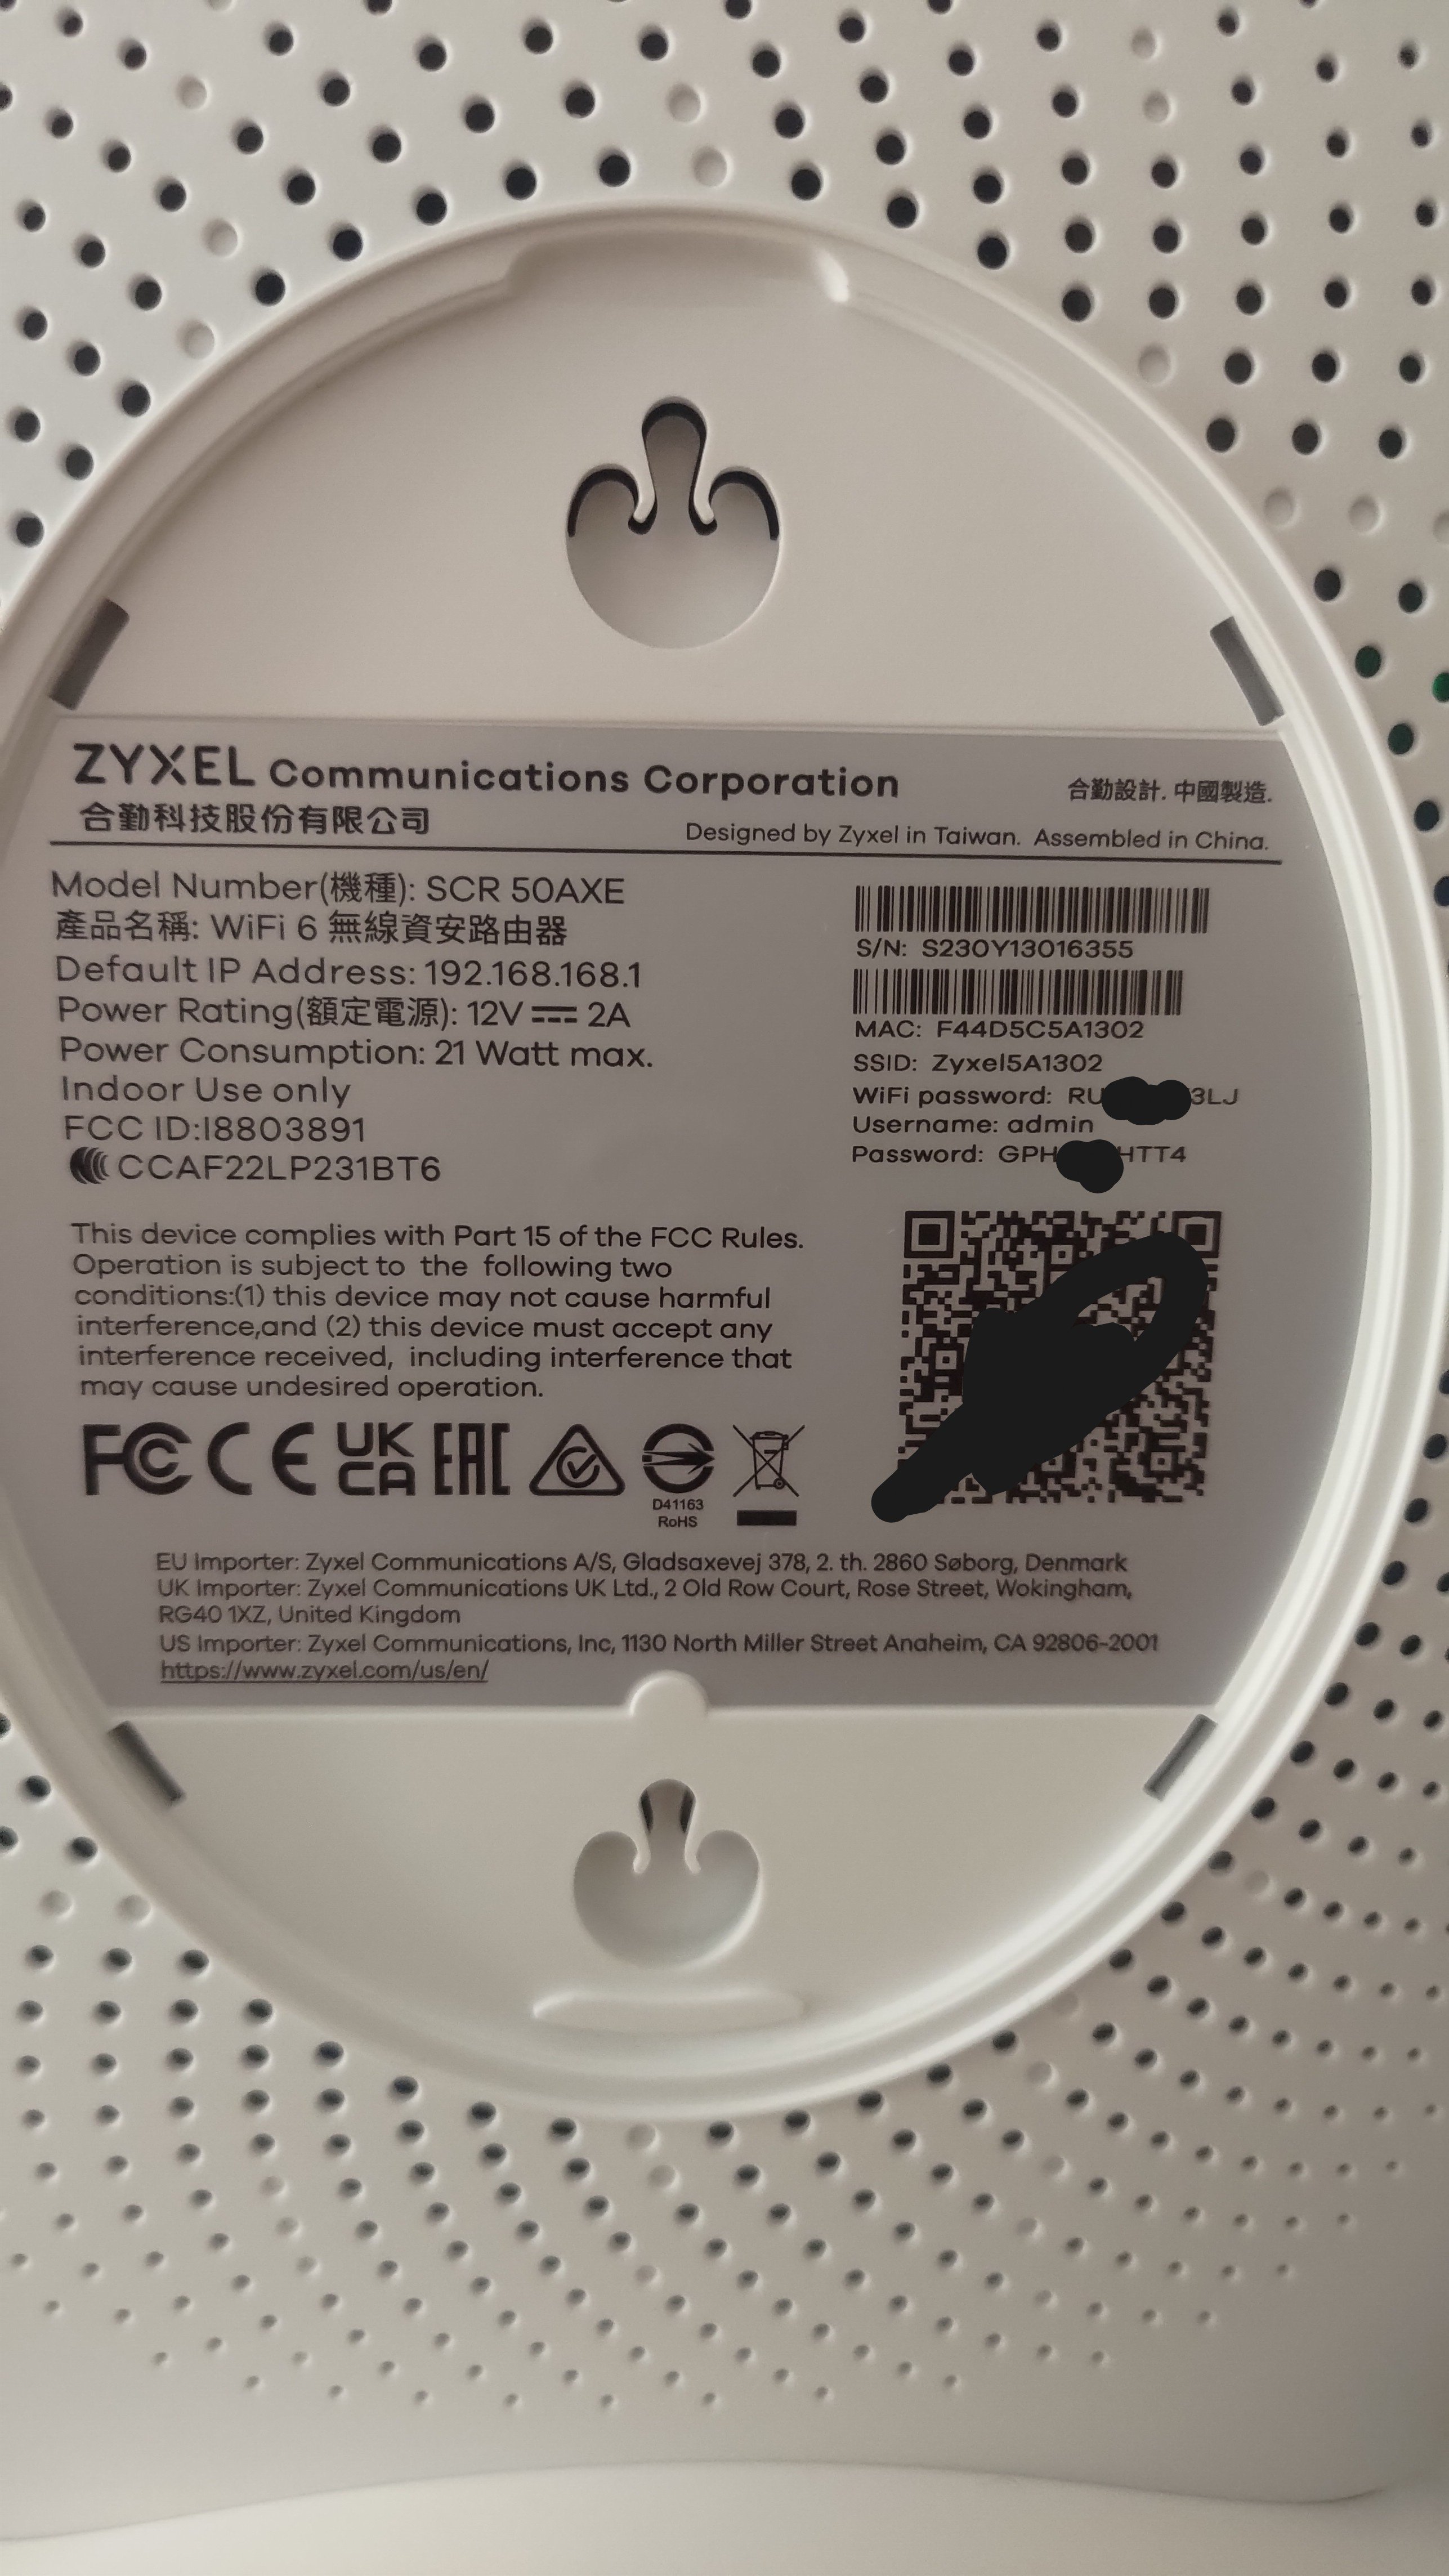 ZYXEL Communications Corporation
合勤科技股份有限公司
合勤設計. 中國製造.
Designed by Zyxel in Taiwan. Assembled in China.
Model Number(機種): SCR 50AXE
產品名稱: WiFi 6 無線資安路由器
Default IP Address: 192.168.168.1
Power Rating(額定電源): 12V ⎓ 2A
Power Consumption: 21 Watt max.
Indoor Use only
FCC ID:I8803891
CCAF22LP231BT6
S/N: S230Y13016355
MAC: F44D5C5A1302
SSID: Zyxel5A1302
WiFi password: RU 3LJ
Username: admin
Password: GPH HTT4
This device complies with Part 15 of the FCC Rules.
Operation is subject to the following two
conditions:(1) this device may not cause harmful
interference,and (2) this device must accept any
interference received, including interference that
may cause undesired operation.
FCC CE UK CA EAC
D41163
RoHS
EU Importer: Zyxel Communications A/S, Gladsaxevej 378, 2. th. 2860 Søborg, Denmark
UK Importer: Zyxel Communications UK Ltd., 2 Old Row Court, Rose Street, Wokingham,
RG40 1XZ, United Kingdom
US Importer: Zyxel Communications, Inc, 1130 North Miller Street Anaheim, CA 92806-2001
https://www.zyxel.com/us/en/